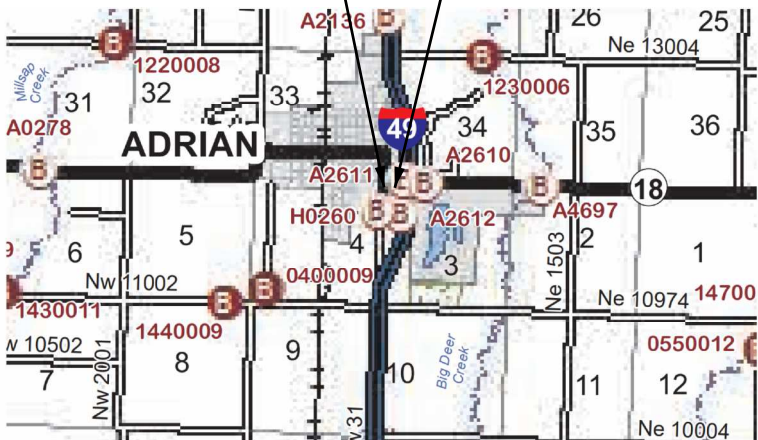 A2136
26
25
B
B
Ne 13004
B
1220008
Millsap
Creek
31
32
33
1230006
A0278
49
34
35
36
ADRIAN
B
A2611
A2610
B
B
18
H0260
B
B
A2612
A4697
6
5
4
3
2
1
9
Nw 11002
0400009
Ne 1503
Ne 10974
14700
B
B
1430011
1440009
0550012
w 10502
7
Nw 2001
8
9
10
Big Deer
Creek
11
12
w 31
Ne 10004